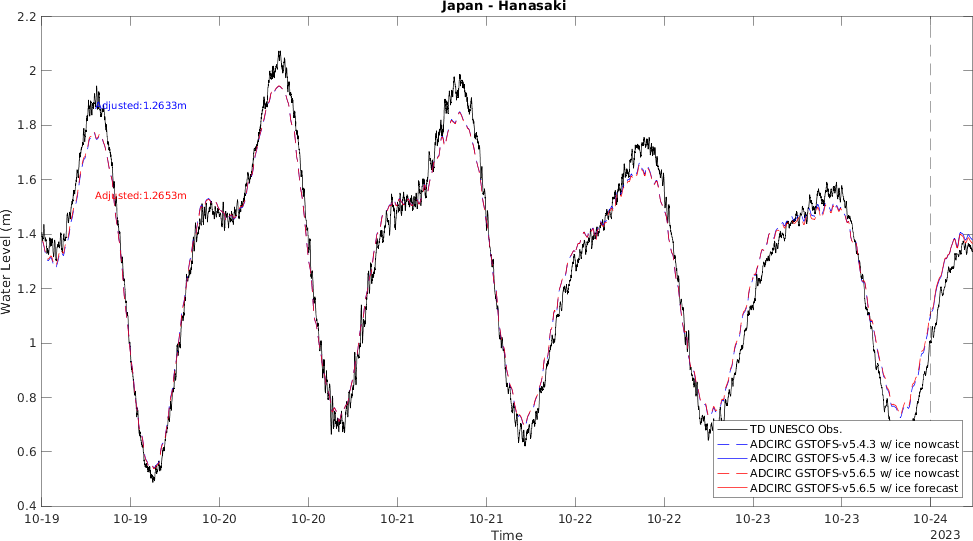 Japan - Hanasaki
2.2
2
1.8
1.6
1.4
1.2
1
0.8
0.6
0.4
Water Level (m)
Adjusted:1.2633m
Adjusted:1.2653m
TD UNESCO Obs.
ADCIRC GSTOFS-v5.4.3 w/ ice nowcast
ADCIRC GSTOFS-v5.4.3 w/ ice forecast
ADCIRC GSTOFS-v5.6.5 w/ ice nowcast
ADCIRC GSTOFS-v5.6.5 w/ ice forecast
10-19 10-19 10-20 10-20 10-21 10-21 10-22 10-22 10-23 10-23 10-24
Time
2023